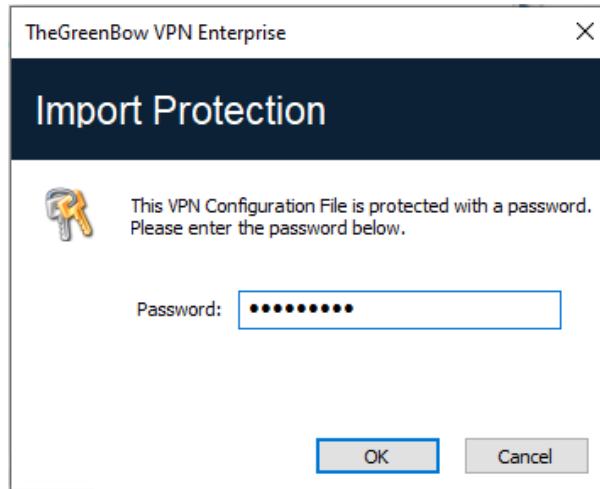 TheGreenBow VPN Enterprise
Import Protection
This VPN Configuration File is protected with a password.
Please enter the password below.
Password: •••••••••
OK Cancel